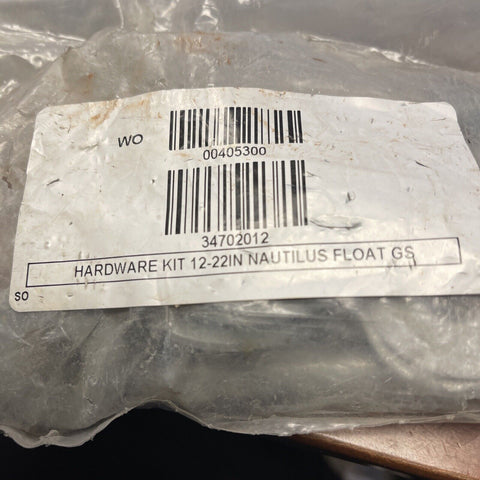 WO
00405300
34702012
HARDWARE KIT 12-22IN NAUTILUS FLOAT GS
SO